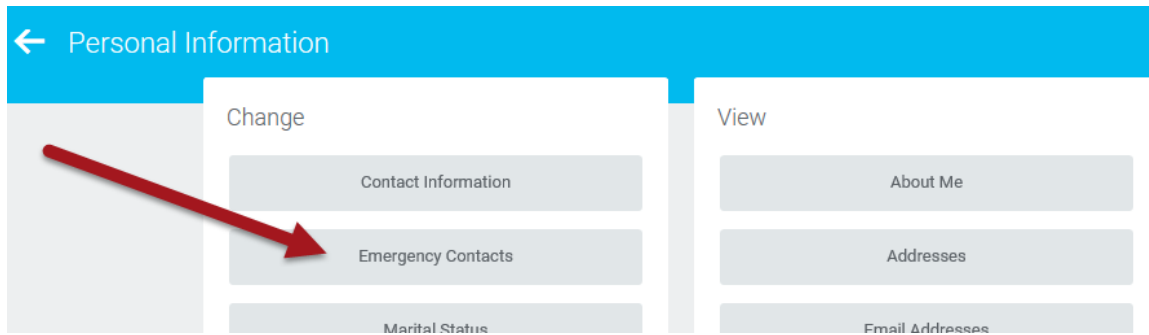 Personal Information
Change
Contact Information
Emergency Contacts
Marital Status
View
About Me
Addresses
Email Addresses